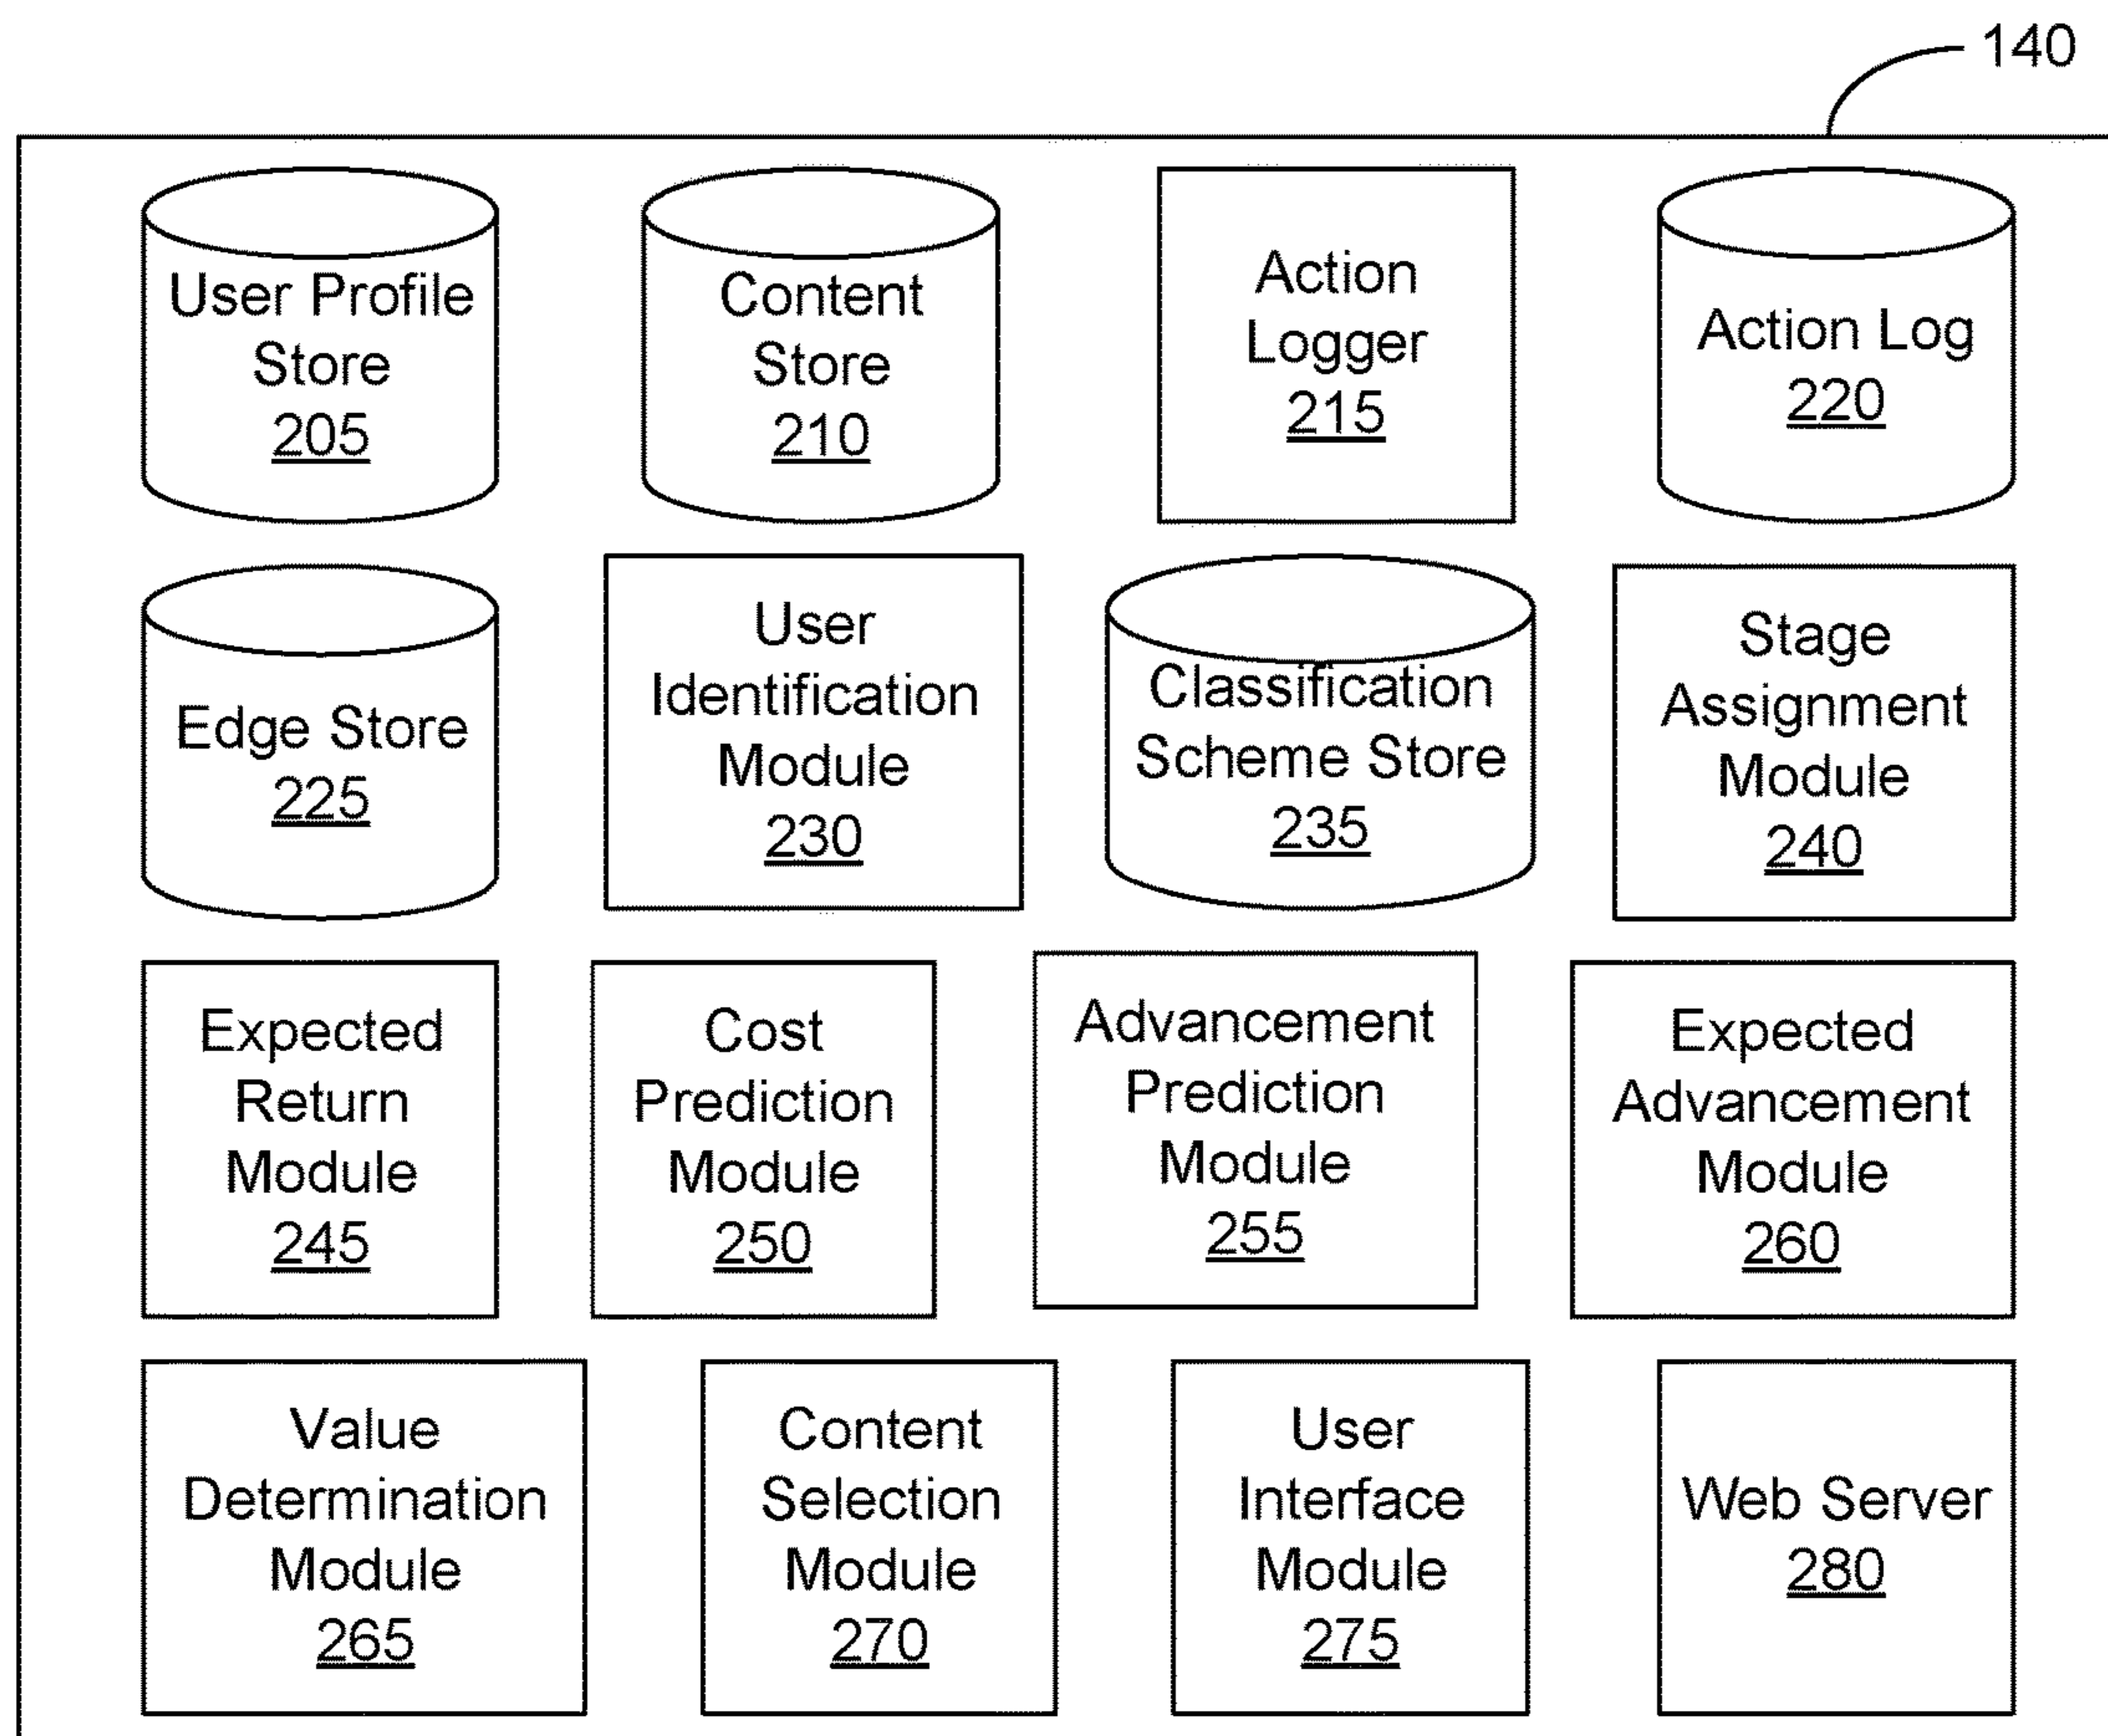 140
User Profile
Store
205
Content
Store
210
Action
Logger
215
Action Log
220
Edge Store
225
User
Identification
Module
230
Classification
Scheme Store
235
Stage
Assignment
Module
240
Expected
Return
Module
245
Cost
Prediction
Module
250
Advancement
Prediction
Module
255
Expected
Advancement
Module
260
Value
Determination
Module
265
Content
Selection
Module
270
User
Interface
Module
275
Web Server
280